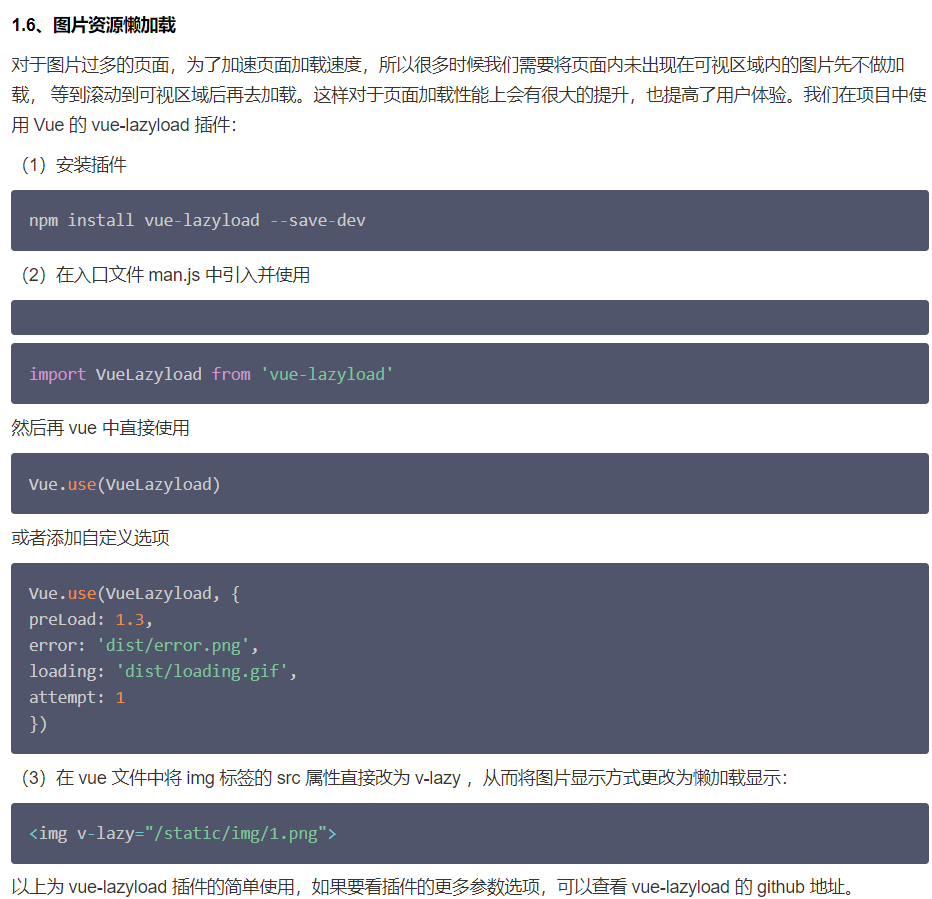 1.6、图片资源懒加载
对于图片过多的页面，为了加速页面加载速度，所以很多时候我们需要将页面内未出现在可视区域内的图片先不做加
载， 等到滚动到可视区域后再去加载。这样对于页面加载性能上会有很大的提升，也提高了用户体验。我们在项目中使
用 Vue 的 vue-lazyload 插件：
（1）安装插件
npm install vue-lazyload --save-dev
（2）在入口文件 man.js 中引入并使用
import VueLazyload from 'vue-lazyload'
然后再 vue 中直接使用
Vue.use(VueLazyload)
或者添加自定义选项
Vue.use(VueLazyload, {
preLoad: 1.3,
error: 'dist/error.png',
loading: 'dist/loading.gif',
attempt: 1
})
（3）在 vue 文件中将 img 标签的 src 属性直接改为 v-lazy ，从而将图片显示方式更改为懒加载显示：
<img v-lazy="/static/img/1.png">
以上为 vue-lazyload 插件的简单使用，如果要看插件的更多参数选项，可以查看 vue-lazyload 的 github 地址。